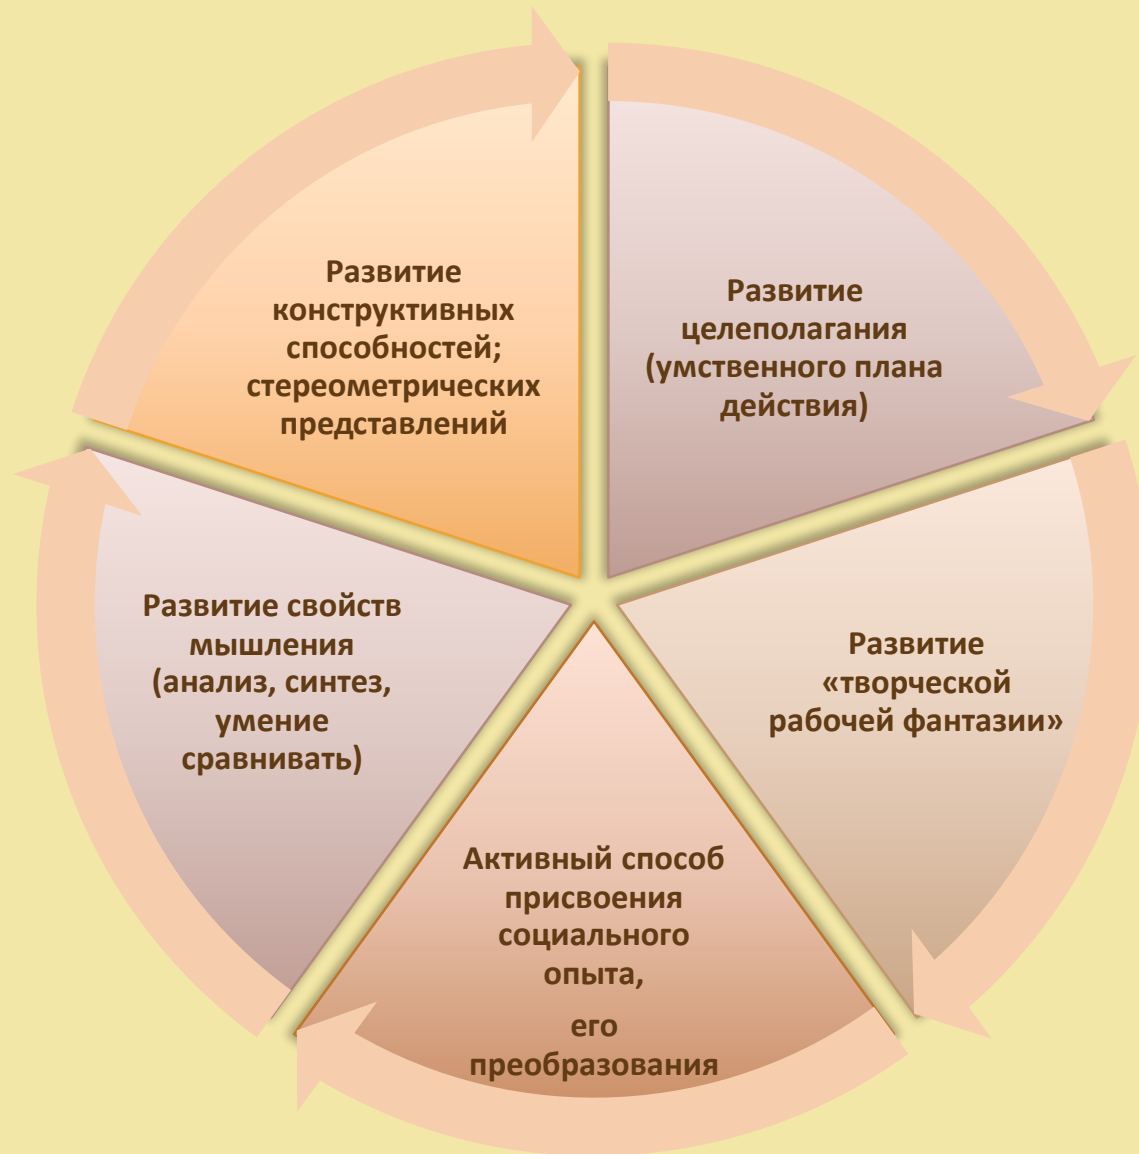 Развитие
конструктивных
способностей;
стереометрических
представлений
Развитие
целеполагания
(умственного плана
действия)
Развитие
«творческой
рабочей фантазии»
Активный способ
присвоения
социального
опыта,
его
преобразования
Развитие свойств
мышления
(анализ, синтез,
умение
сравнивать)